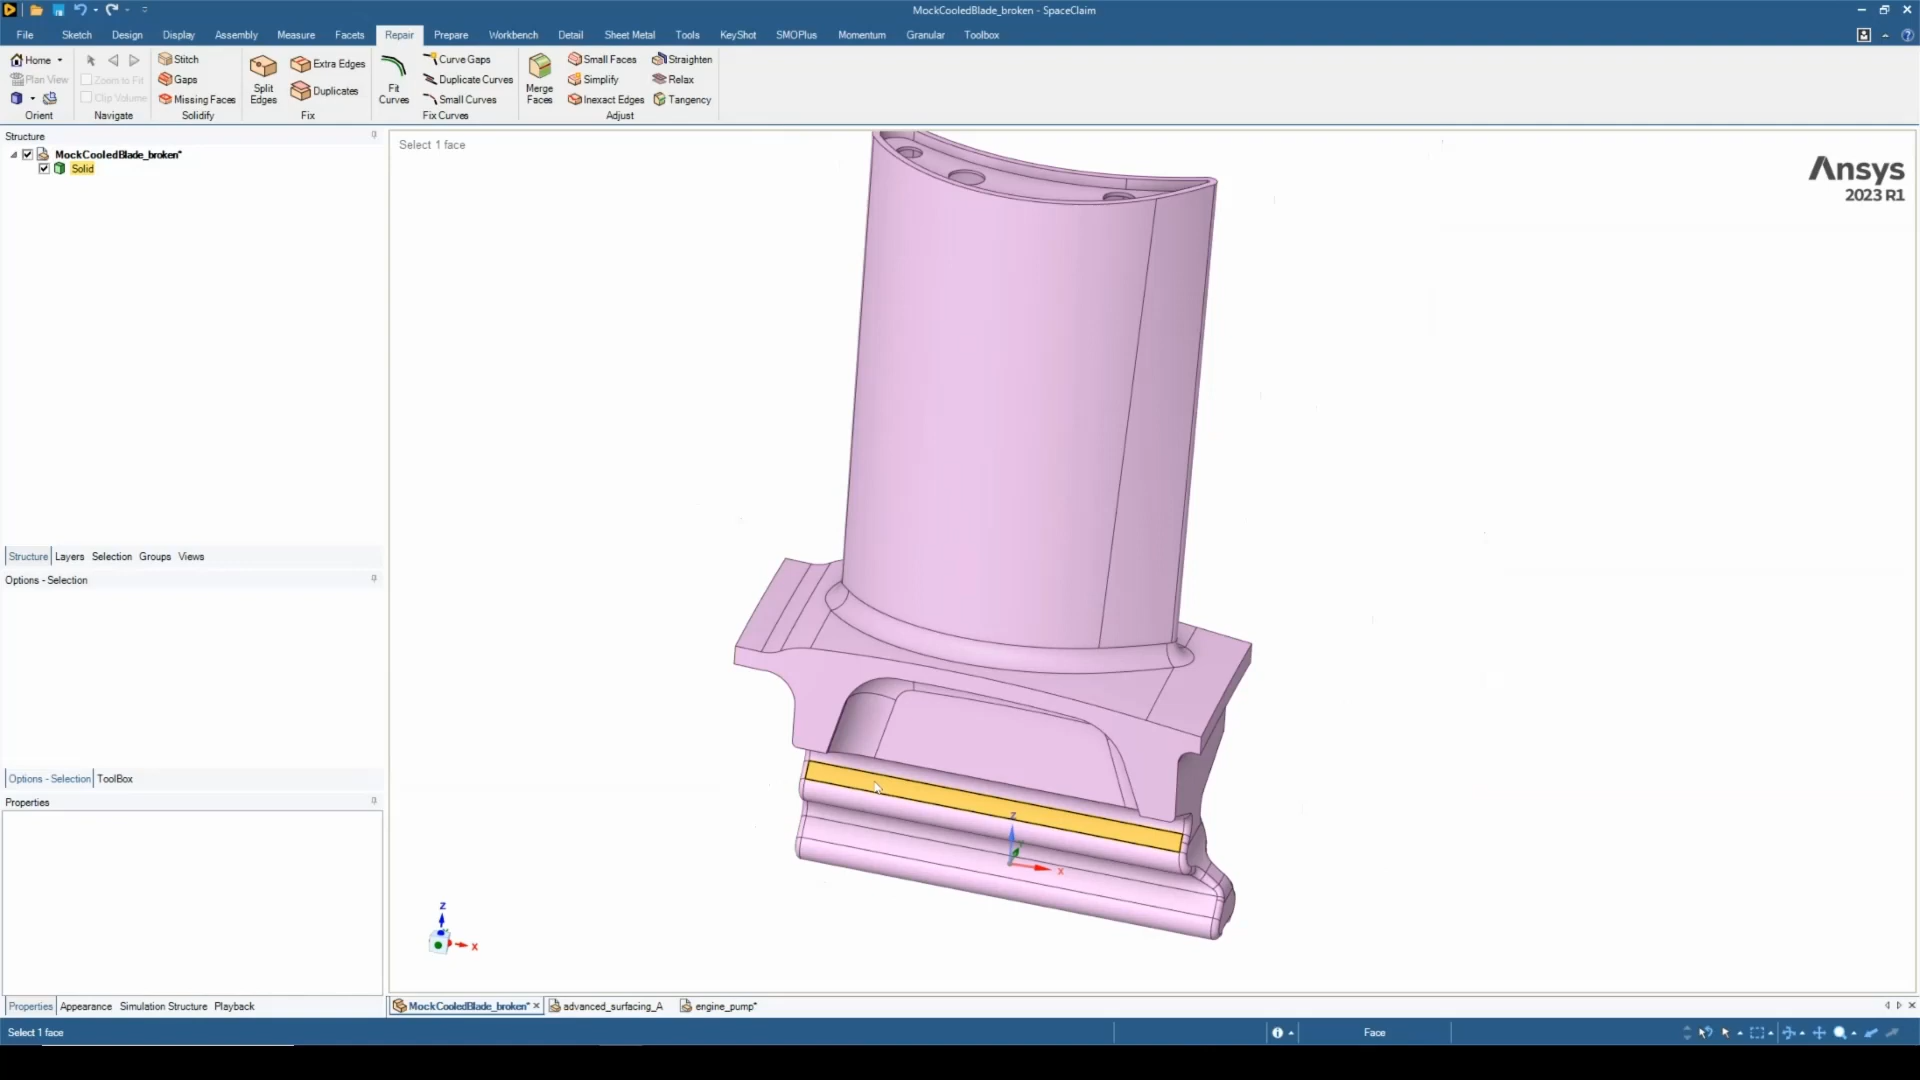 MockCooledBlade_broken - SpaceClaim
File Sketch Design Display Assembly Measure Facets Repair Prepare Workbench Detail Sheet Metal Tools KeyShot SMOPlus Momentum Granular Toolbox
Home
Plan View
Orient
Zoom to Fit
Clip Volume
Navigate
Stitch
Gaps
Missing Faces
Solidify
Split Edges
Extra Edges
Duplicates
Fix
Fit Curves
Curve Gaps
Duplicate Curves
Small Curves
Fix Curves
Merge Faces
Small Faces
Simplify
Inexact Edges
Straighten
Relax
Tangency
Adjust
Structure
MockCooledBlade_broken*
Solid
Structure Layers Selection Groups Views
Options - Selection
Options - Selection ToolBox
Properties
Properties Appearance Simulation Structure Playback
Select 1 face
Ansys
2023 R1
Z
X
Z
X
MockCooledBlade_broken* advanced_surfacing_A engine_pump*
Select 1 face
Face